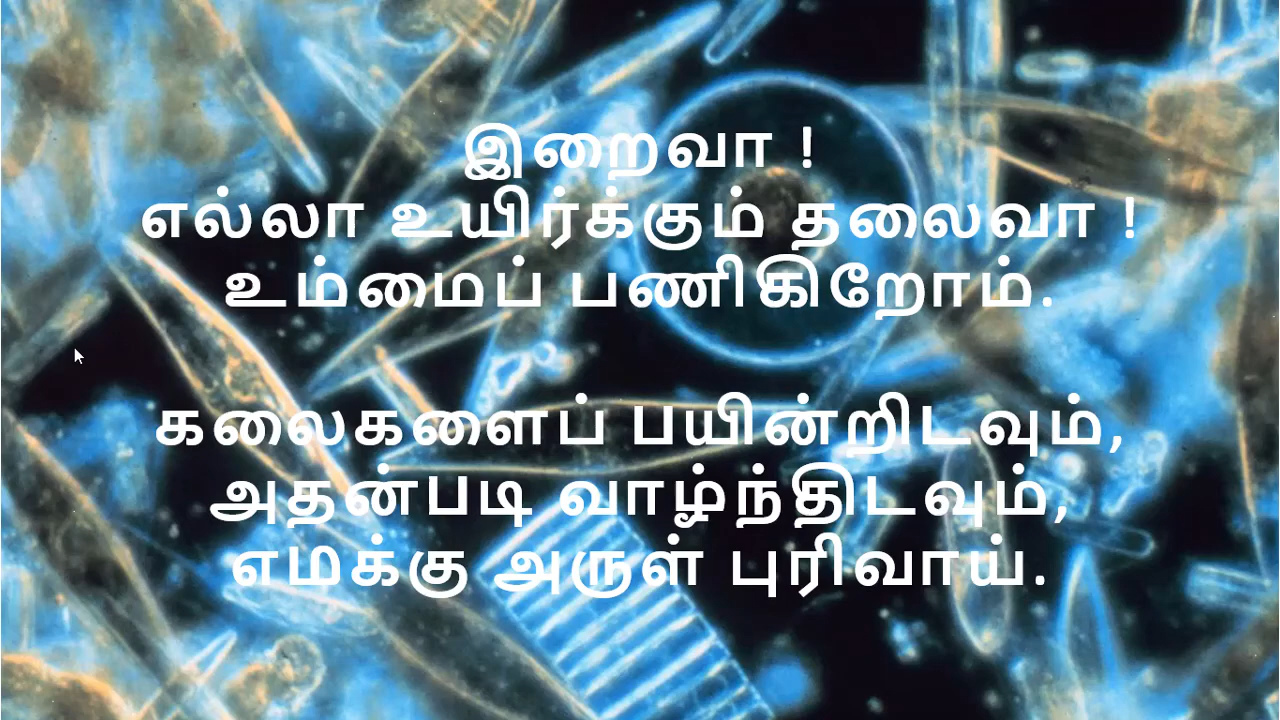 இறைவா !
எல்லா உயிர்க்கும் தலைவா !
உம்மைப் பணிகிறோம்.
கலைகளைப் பயின்றிடவும்,
அதன்படி வாழ்ந்திடவும்,
எமக்கு அருள் புரிவாய்.